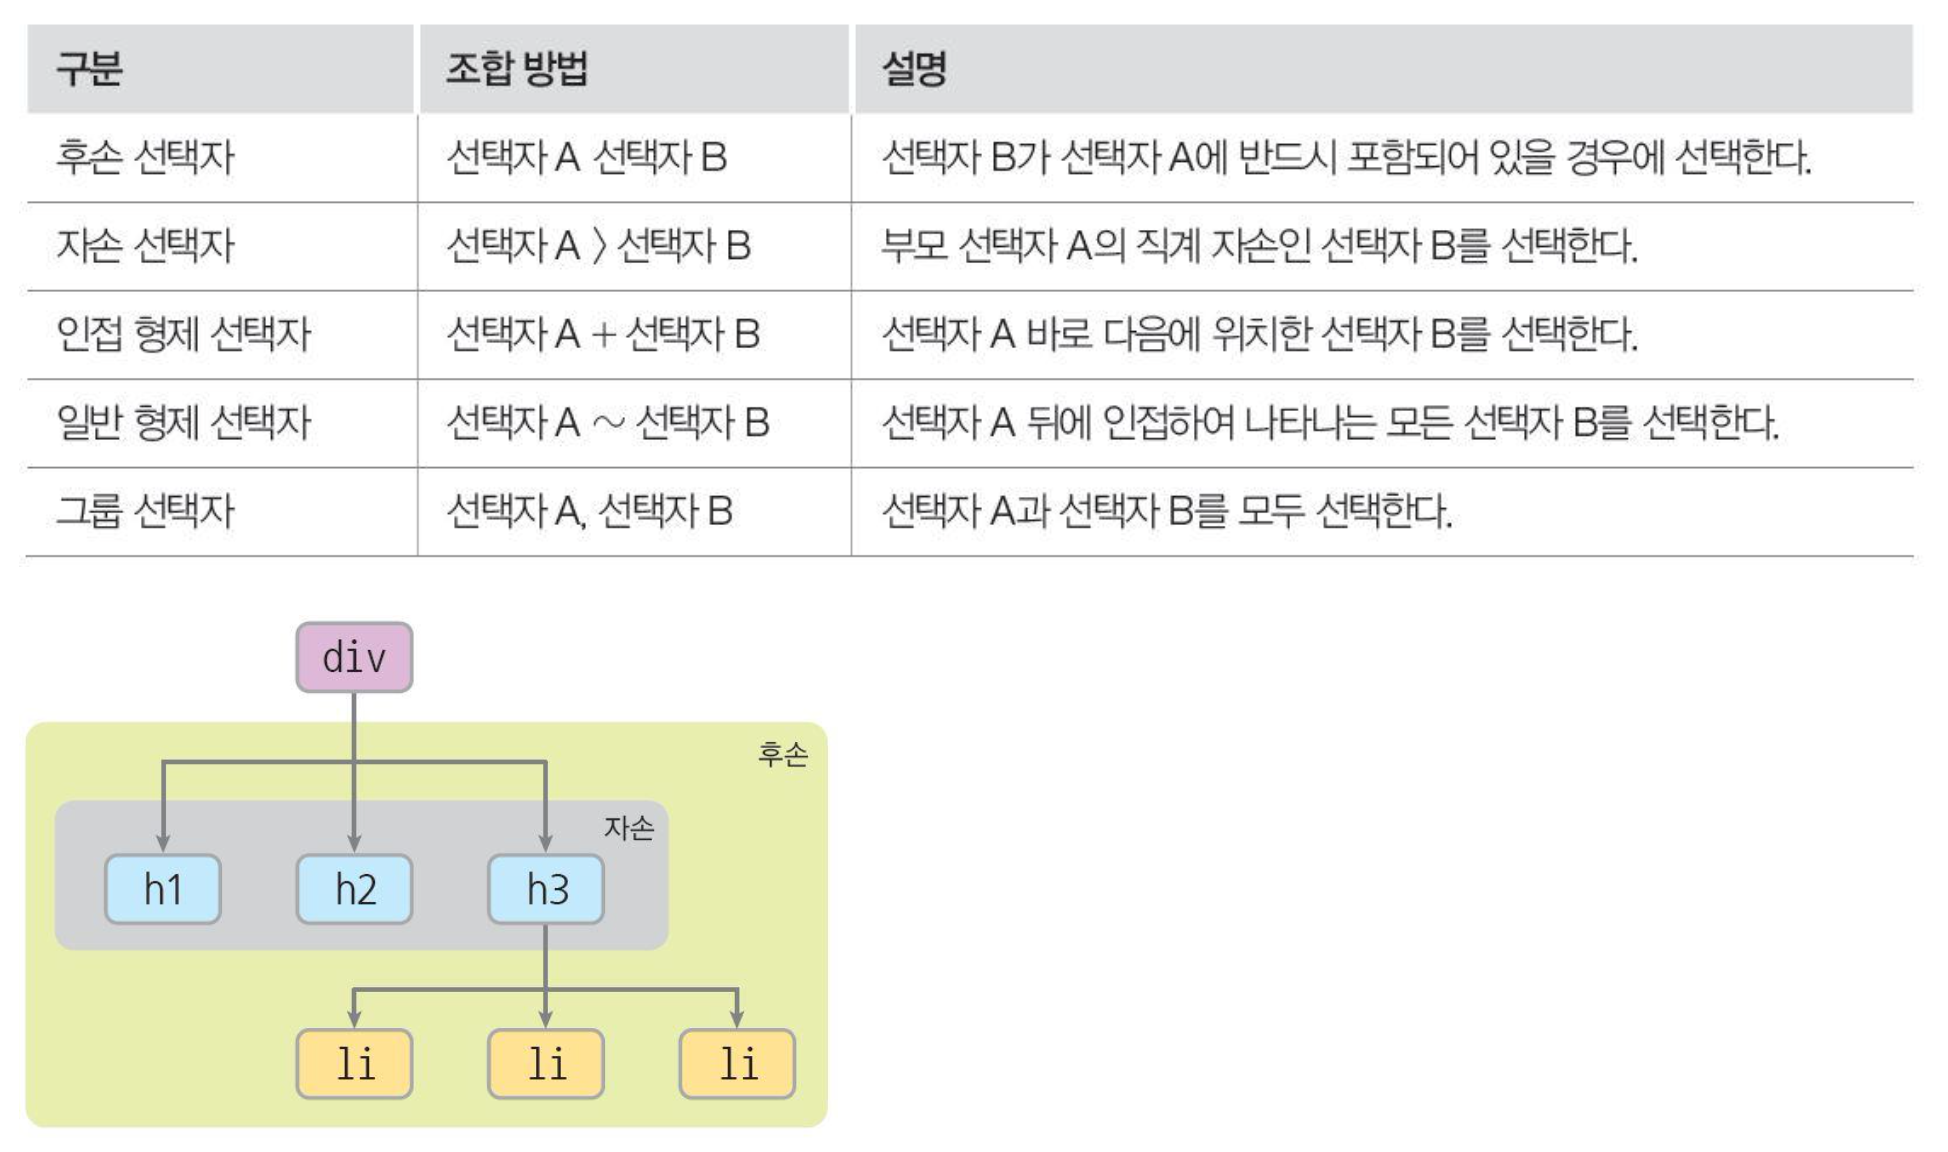 구분 조합 방법 설명
후손 선택자 선택자 A 선택자 B 선택자 B가 선택자 A에 반드시 포함되어 있을 경우에 선택한다.
자손 선택자 선택자 A 〉 선택자 B 부모 선택자 A의 직계 자손인 선택자 B를 선택한다.
인접 형제 선택자 선택자 A + 선택자 B 선택자 A 바로 다음에 위치한 선택자 B를 선택한다.
일반 형제 선택자 선택자 A ~ 선택자 B 선택자 A 뒤에 인접하여 나타나는 모든 선택자 B를 선택한다.
그룹 선택자 선택자 A, 선택자 B 선택자 A과 선택자 B를 모두 선택한다.
div
후손
자손
h1 h2 h3
li li li